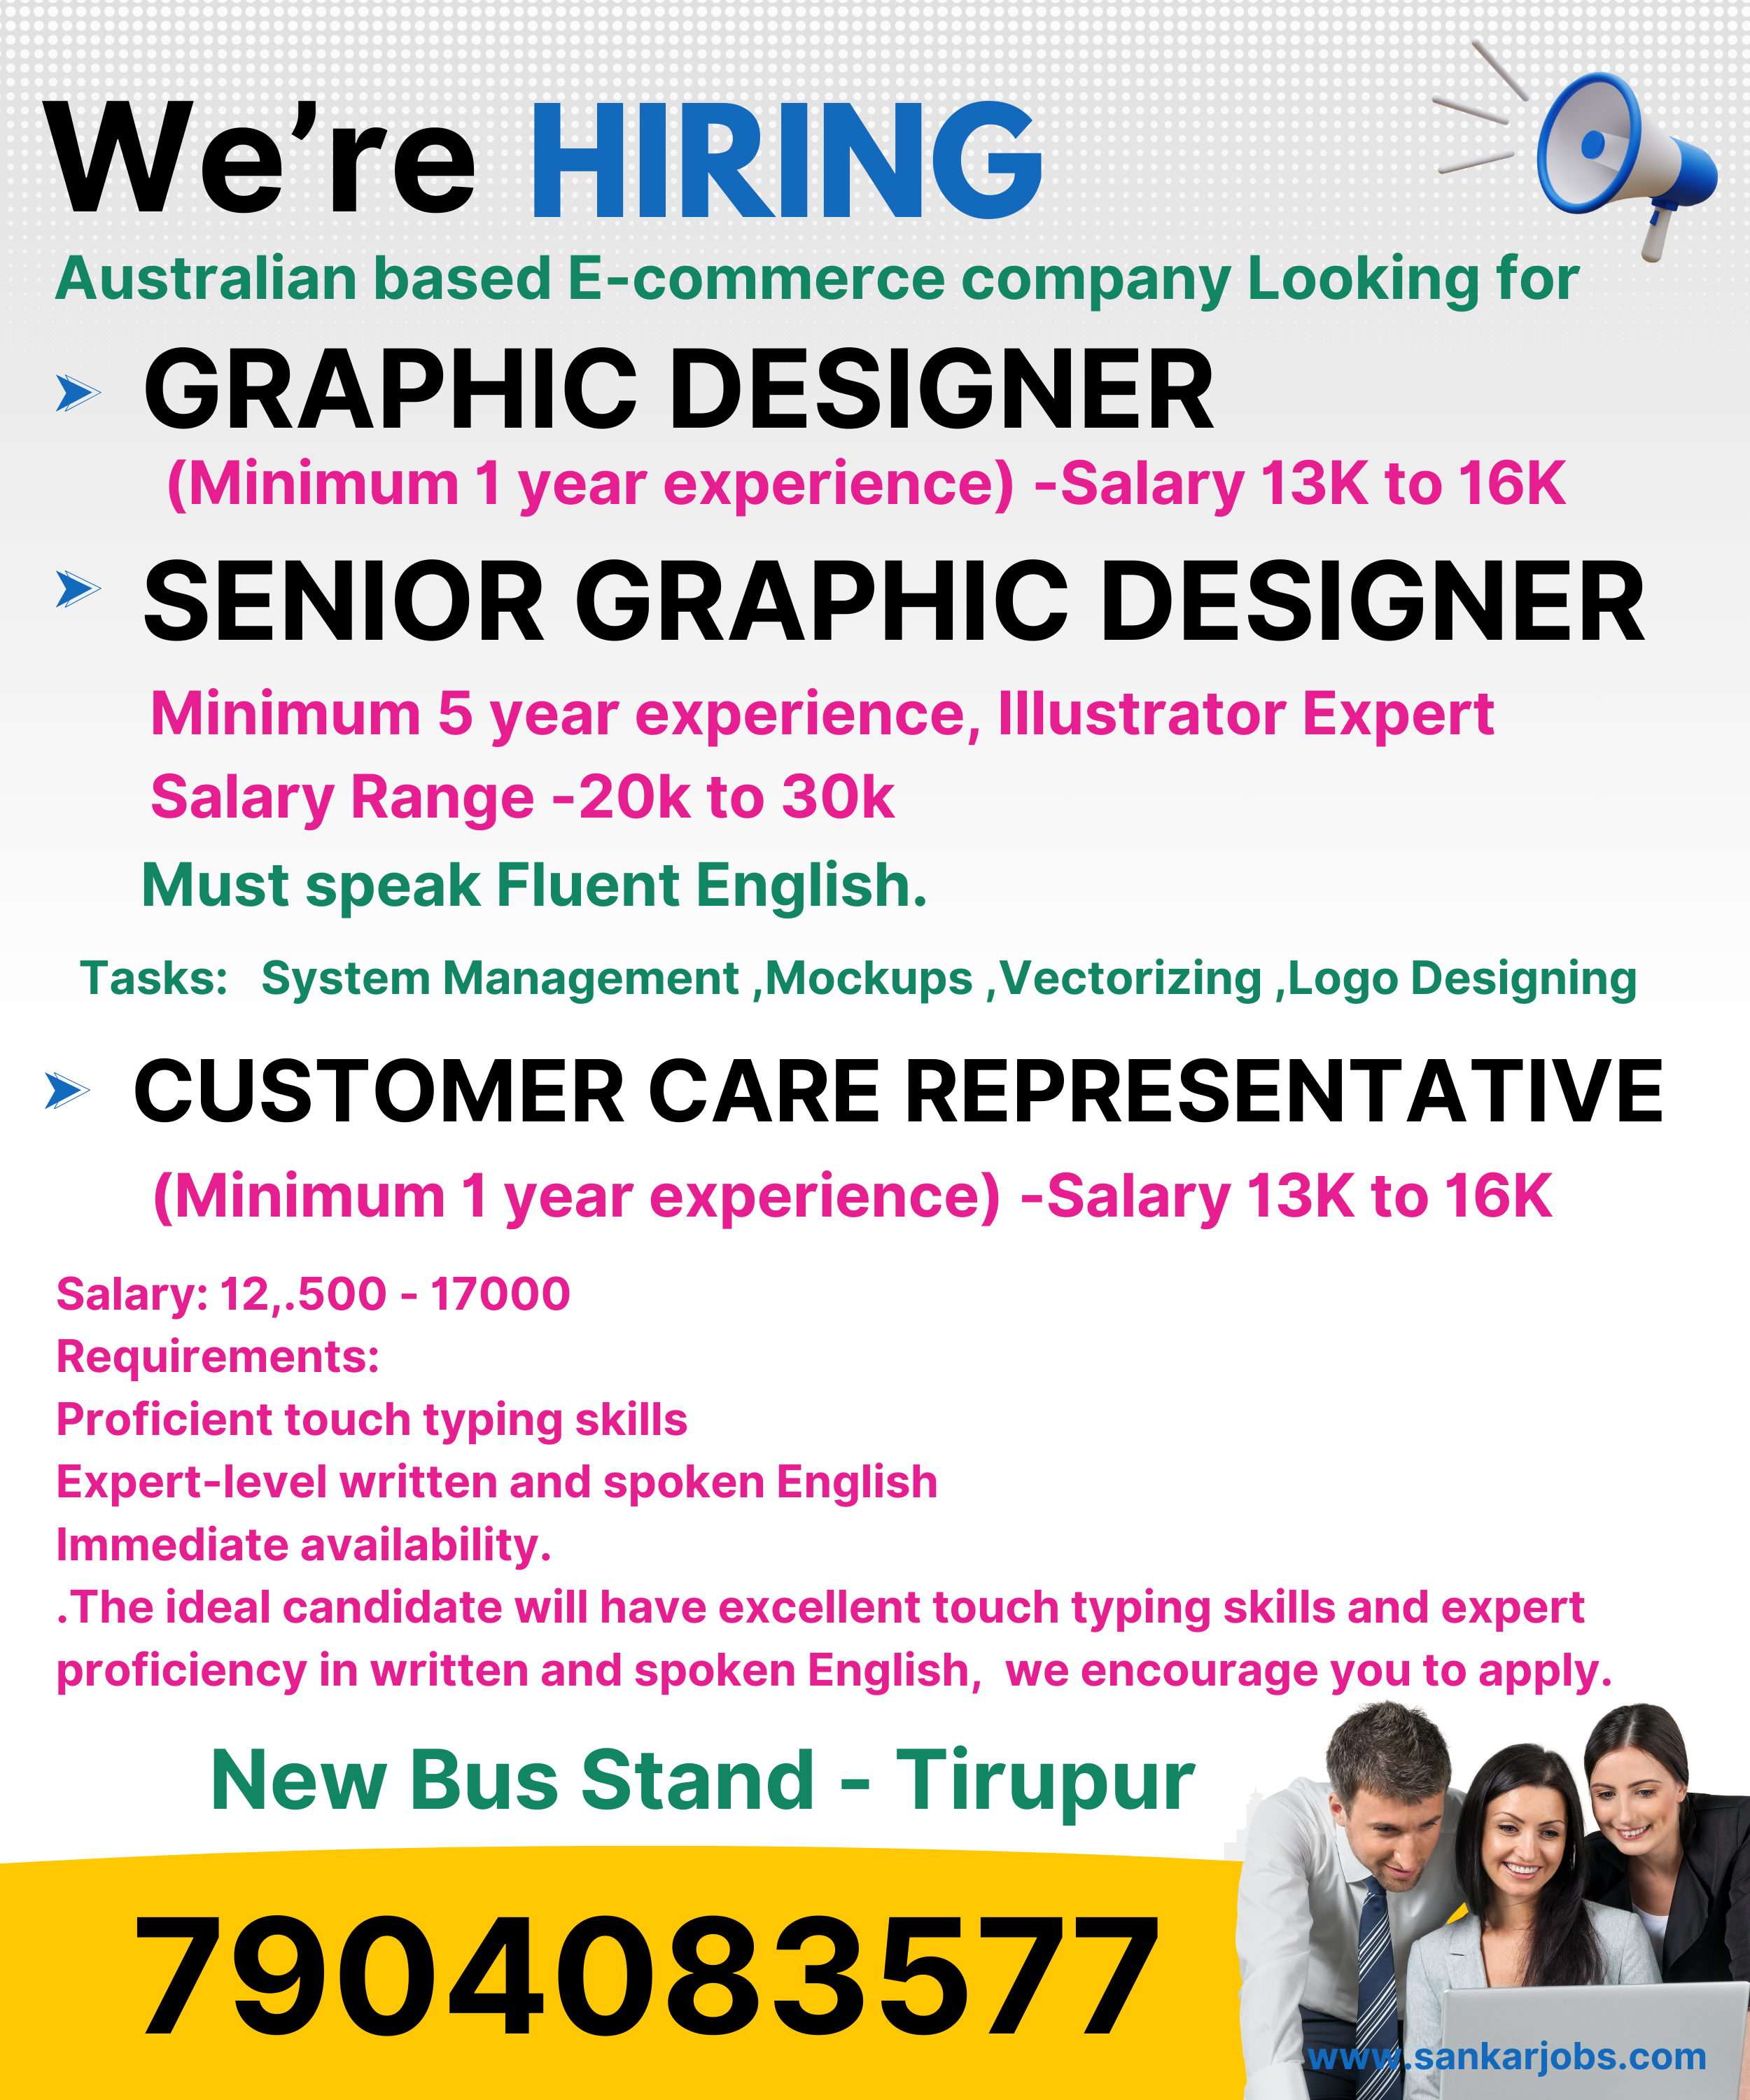 We're HIRING
Australian based E-commerce company Looking for
GRAPHIC DESIGNER
(Minimum 1 year experience) -Salary 13K to 16K
SENIOR GRAPHIC DESIGNER
Minimum 5 year experience, Illustrator Expert
Salary Range -20k to 30k
Must speak Fluent English.
Tasks: System Management ,Mockups ,Vectorizing ,Logo Designing
CUSTOMER CARE REPRESENTATIVE
(Minimum 1 year experience) -Salary 13K to 16K
Salary: 12,.500 - 17000
Requirements:
Proficient touch typing skills
Expert-level written and spoken English
Immediate availability.
.The ideal candidate will have excellent touch typing skills and expert
proficiency in written and spoken English, we encourage you to apply.
New Bus Stand - Tirupur
7904083577
www.sankarjobs.com